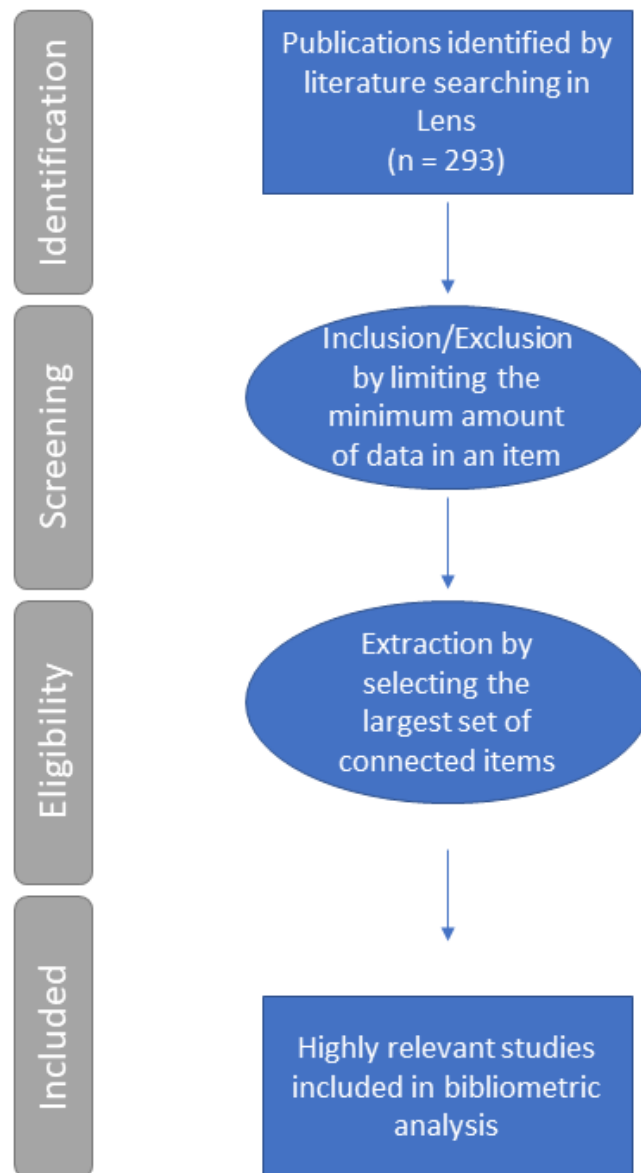 Identification
Publications identified by
literature searching in
Lens
(n = 293)
Screening
Inclusion/Exclusion
by limiting the
minimum amount
of data in an item
Eligibility
Extraction by
selecting the
largest set of
connected items
Included
Highly relevant studies
included in bibliometric
analysis